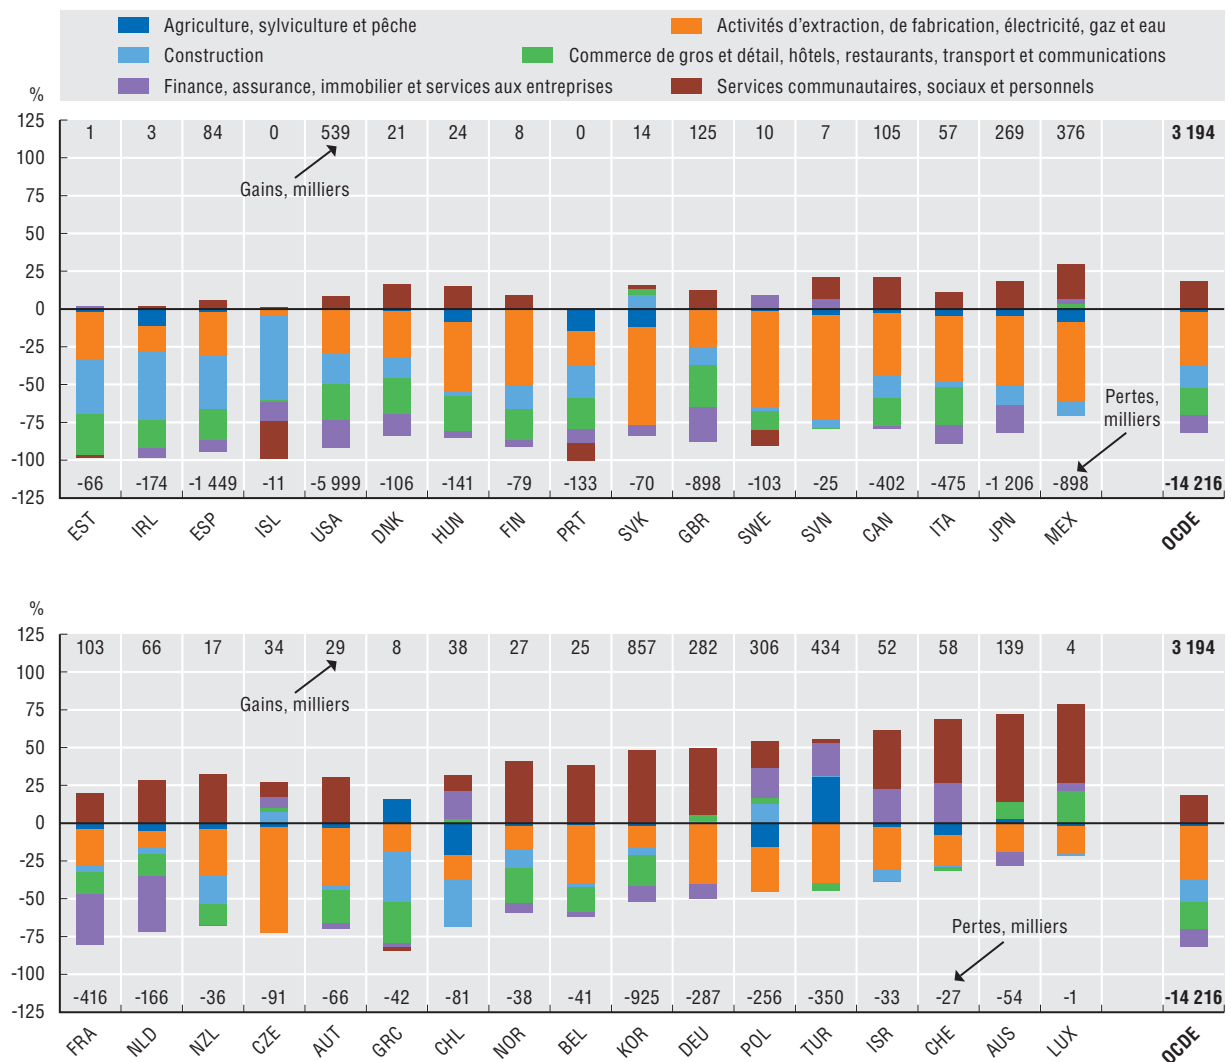 Agriculture, sylviculture et pêche
Activités d'extraction, de fabrication, électricité, gaz et eau
Construction
Commerce de gros et détail, hôtels, restaurants, transport et communications
Finance, assurance, immobilier et services aux entreprises
Services communautaires, sociaux et personnels
%
125
1 3 84 0 539 21 24 8 0 14 125 10 7 105 57 269 376 3 194
100
Gains, milliers
75
50
25
0
-25
-50
Pertes,
milliers
-75
-100
-66 -174 -1 449 -11 -5 999 -106 -141 -79 -133 -70 -898 -103 -25 -402 -475 -1 206 -898 -14 216
-125
EST IRL ESP ISL USA DNK HUN FIN PRT SVK GBR SWE SVN CAN ITA JPN MEX OCDE
%
125
103 66 17 34 29 8 38 27 25 857 282 306 434 52 58 139 4 3 194
100
Gains, milliers
75
50
25
0
-25
-50
Pertes, milliers
-75
-100
-416 -166 -36 -91 -66 -42 -81 -38 -41 -925 -287 -256 -350 -33 -27 -54 -1 -14 216
-125
FRA NLD NZL CZE AUT GRC CHL NOR BEL KOR DEU POL TUR ISR CHE AUS LUX OCDE